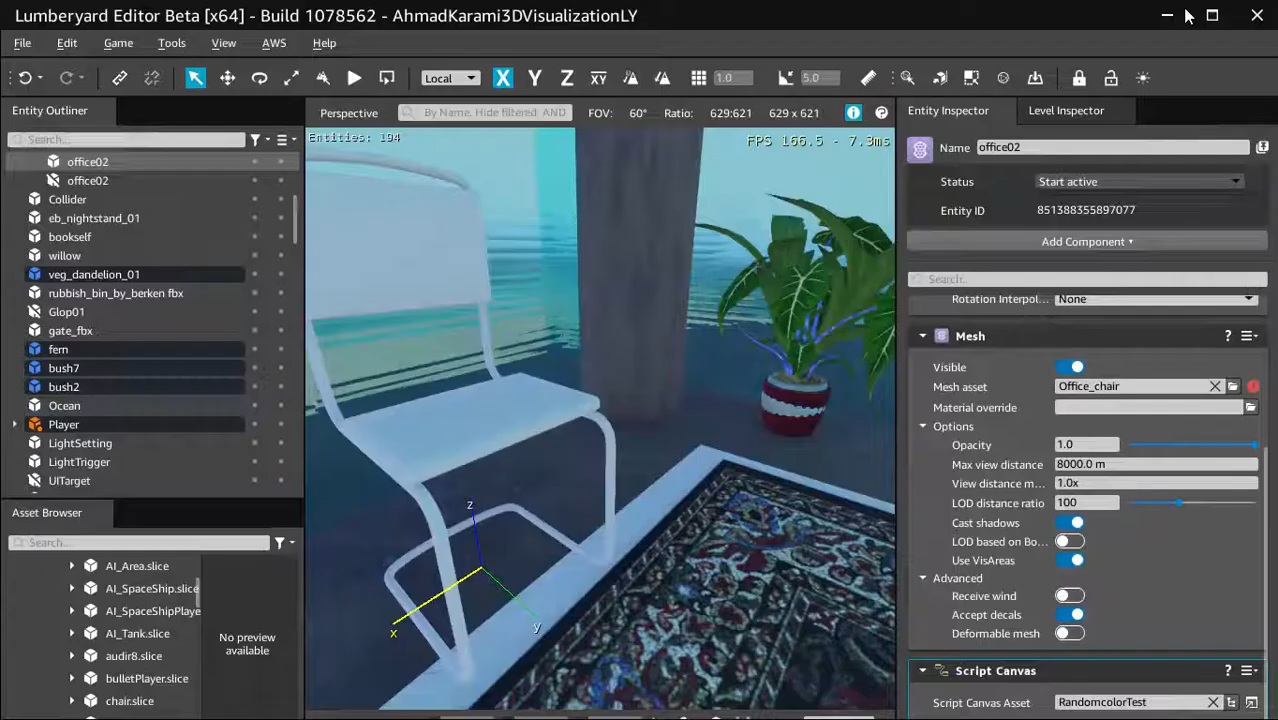 Lumberyard Editor Beta [x64] - Build 1078562 - AhmadKarami3DVisualizationLY
File Edit Game Tools View AWS Help
Local X Y Z XY 1.0 5.0
Entity Outliner
Search...
office02
office02
Collider
eb_nightstand_01
bookself
willow
veg_dandelion_01
rubbish_bin_by_berken fbx
Glop01
gate_fbx
fern
bush7
bush2
Ocean
Player
LightSetting
LightTrigger
UITarget
Asset Browser
Search...
AI_Area.slice
AI_SpaceShip.slice
AI_SpaceShipPlaye
AI_Tank.slice
audir8.slice
bulletPlayer.slice
chair.slice
No preview
available
Perspective By Name. Hide filtered AND FOV: 60° Ratio: 629:621 629 x 621
Entities: 194
FPS 166.5 - 7.3ms
z
x
y
Entity Inspector Level Inspector
Name office02
Status Start active
Entity ID 851388355897077
Add Component
Search...
Rotation Interpol... None
Mesh ?
Visible
Mesh asset Office_chair
Material override
Options
Opacity 1.0
Max view distance 8000.0 m
View distance m... 1.0x
LOD distance ratio 100
Cast shadows
LOD based on Bo...
Use VisAreas
Advanced
Receive wind
Accept decals
Deformable mesh
Script Canvas ?
Script Canvas Asset RandomcolorTest